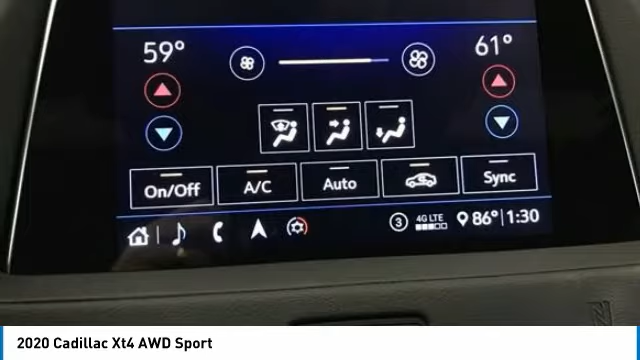 59°
61°
On/Off A/C Auto Sync
3 4G LTE 86° 1:30
2020 Cadillac Xt4 AWD Sport